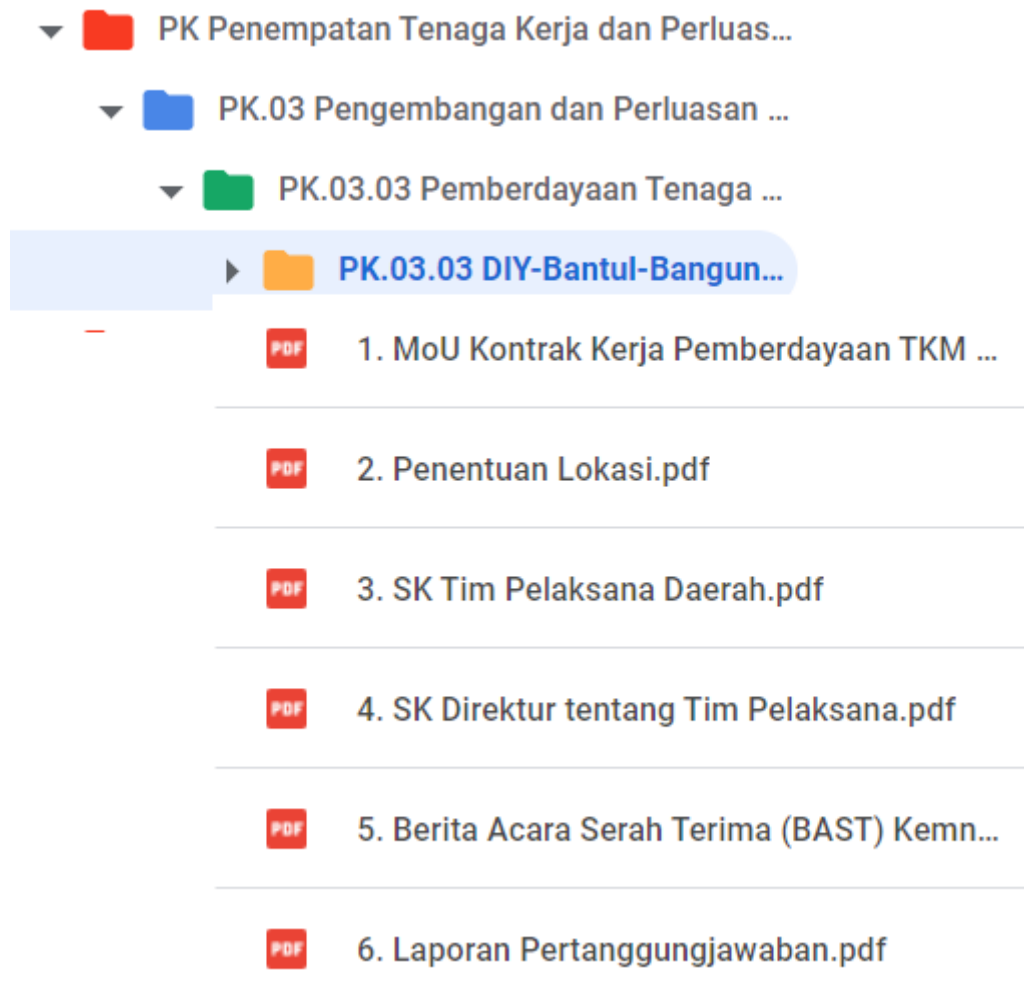 PK Penempatan Tenaga Kerja dan Perluas...
PK.03 Pengembangan dan Perluasan ...
PK.03.03 Pemberdayaan Tenaga ...
PK.03.03 DIY-Bantul-Bangun...
PDF 1. MoU Kontrak Kerja Pemberdayaan TKM ...
PDF 2. Penentuan Lokasi.pdf
PDF 3. SK Tim Pelaksana Daerah.pdf
PDF 4. SK Direktur tentang Tim Pelaksana.pdf
PDF 5. Berita Acara Serah Terima (BAST) Kemn...
PDF 6. Laporan Pertanggungjawaban.pdf